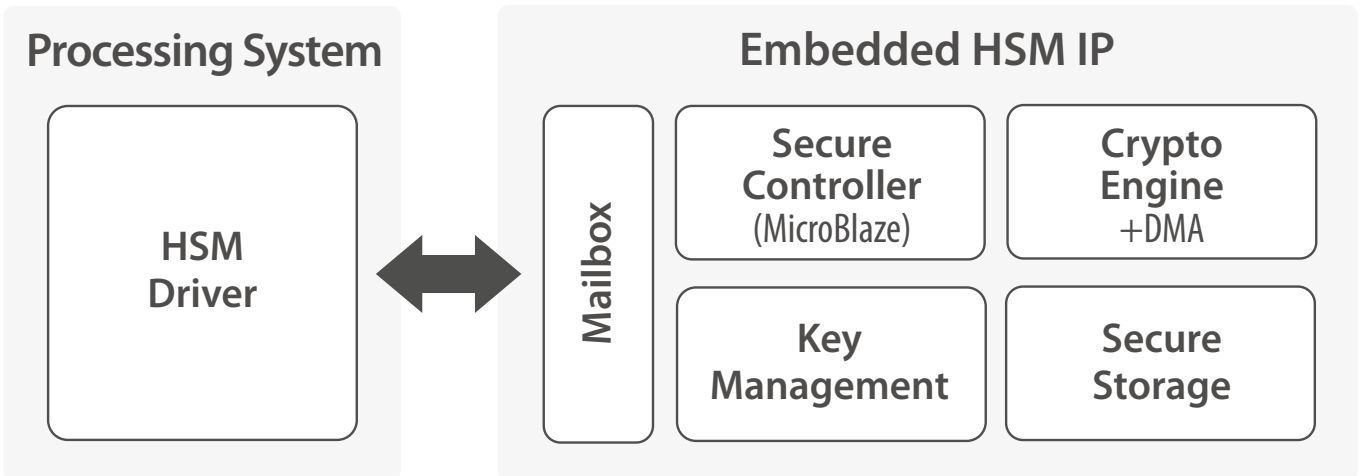 Processing System
HSM
Driver
Embedded HSM IP
Mailbox
Secure
Controller
(MicroBlaze)
Crypto
Engine
+DMA
Key
Management
Secure
Storage